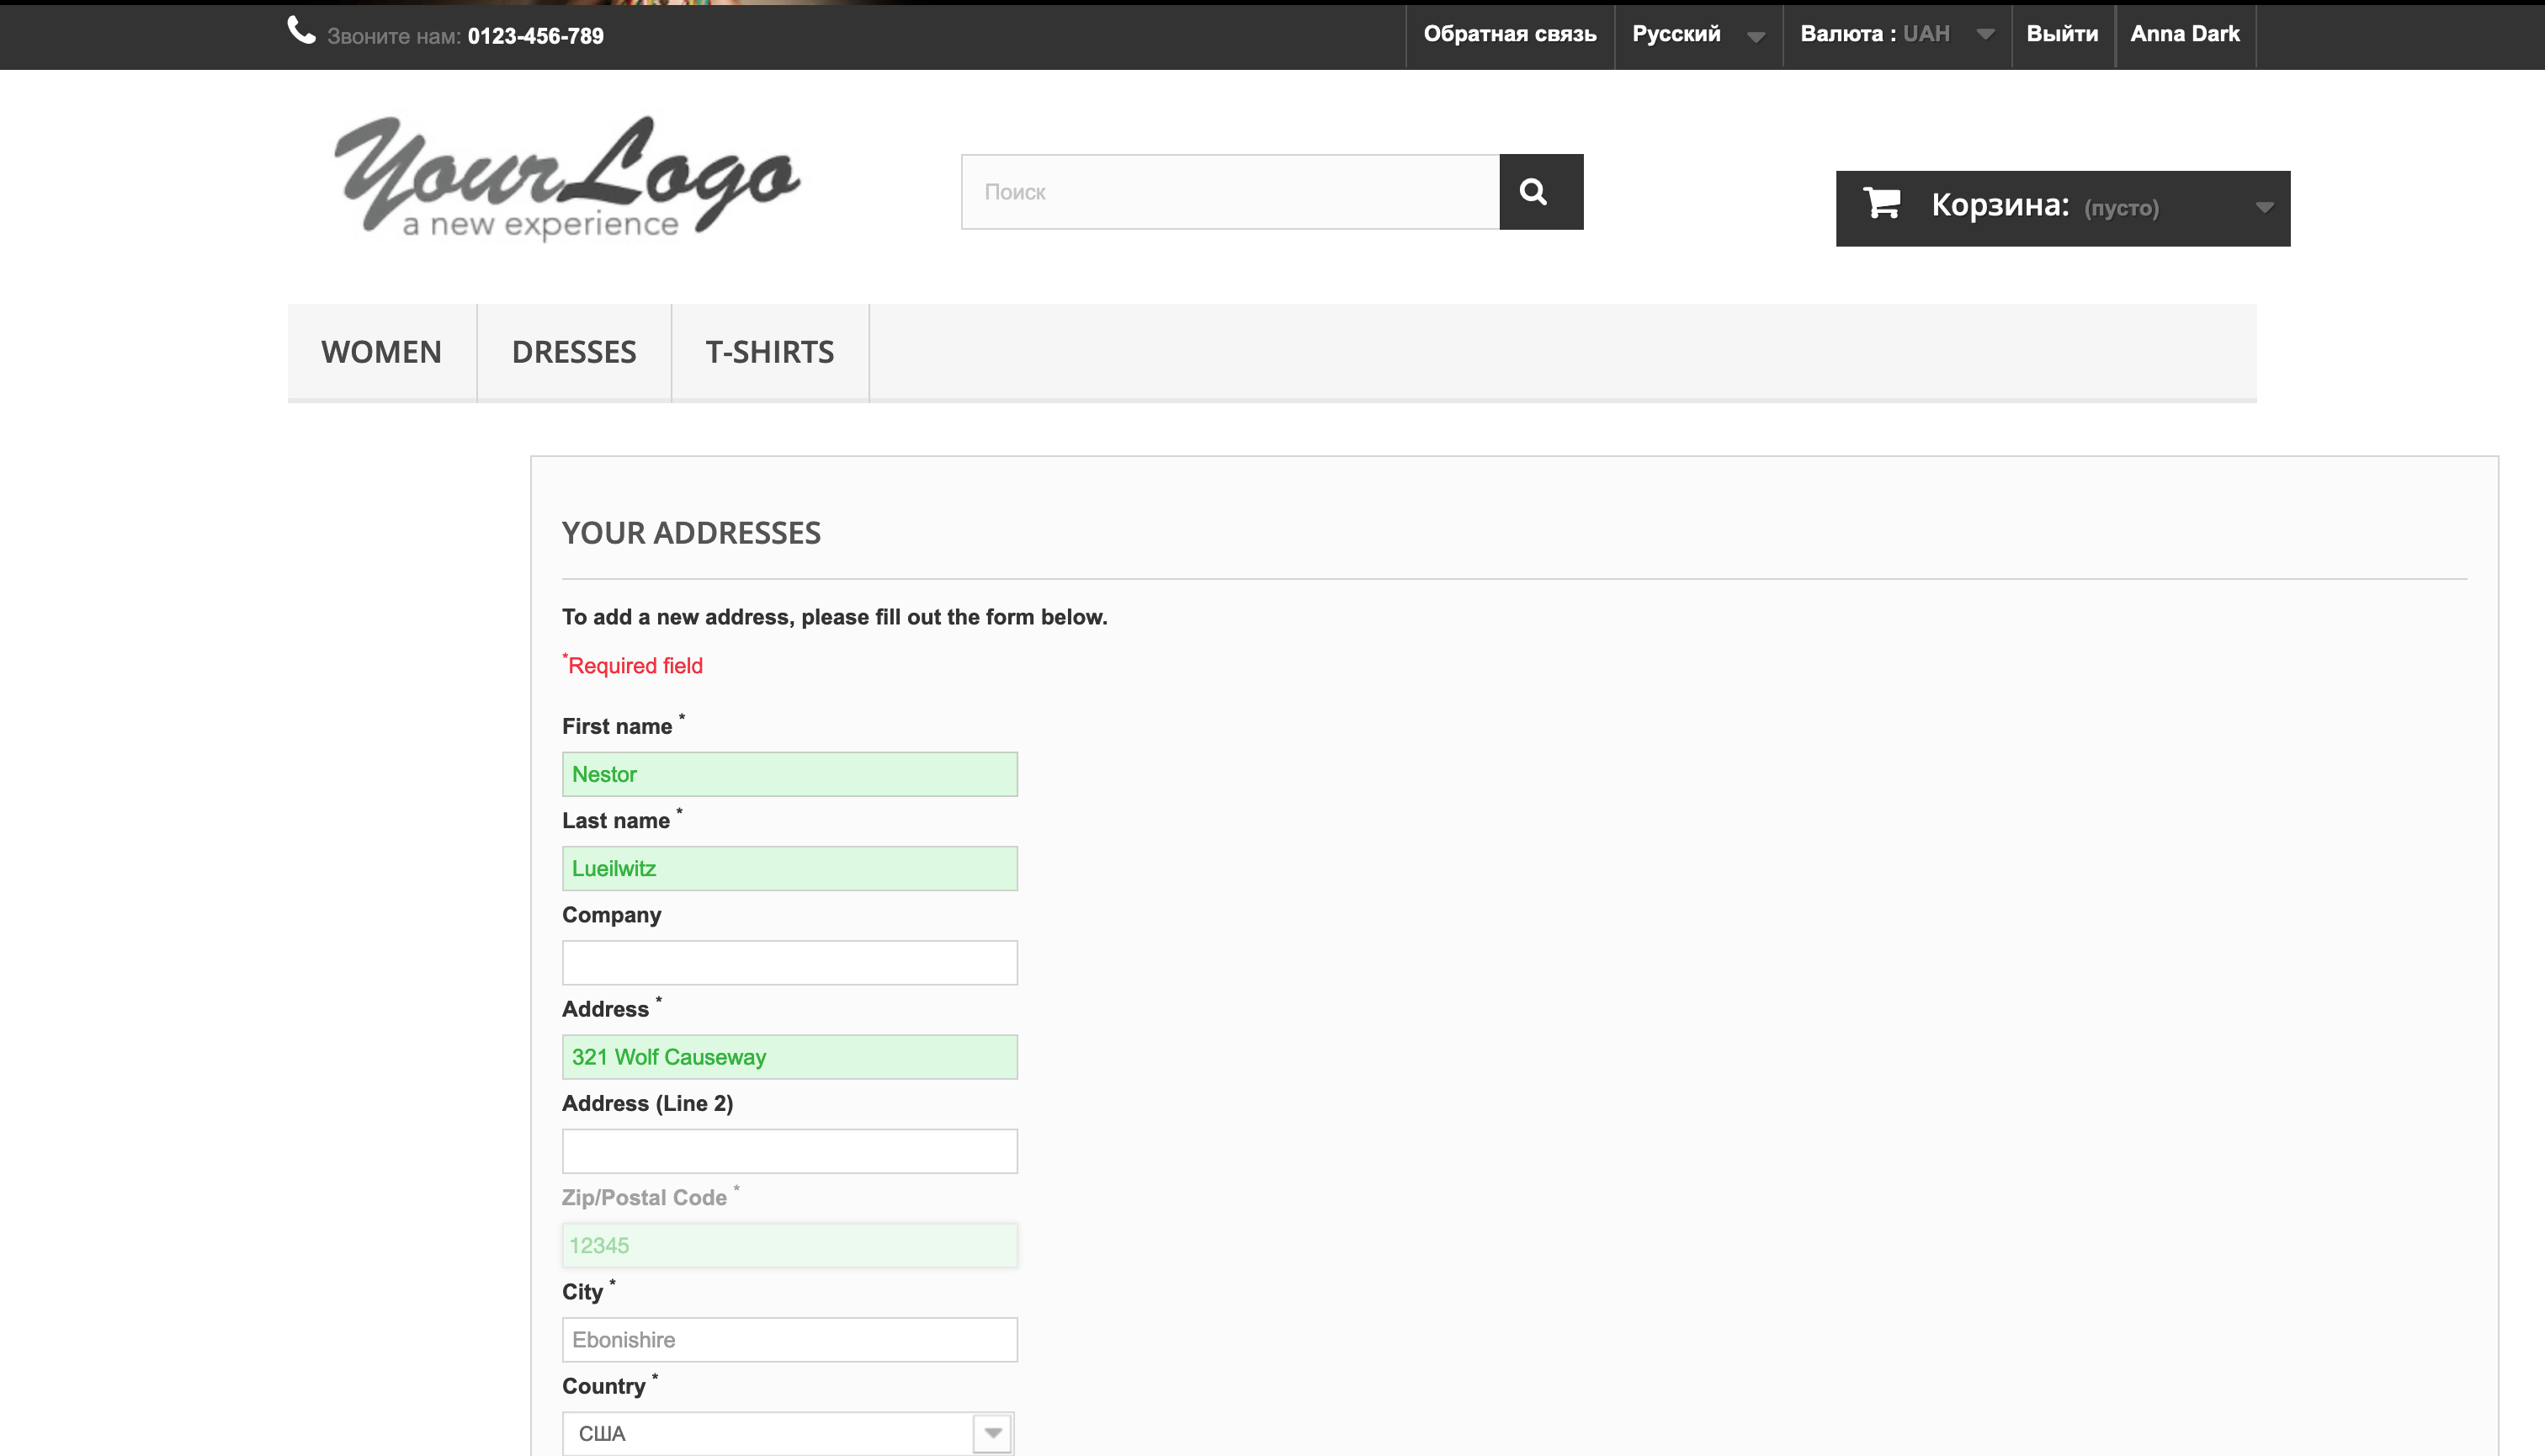 Звоните нам: 0123-456-789
Обратная связь
Русский
Валюта : UAH
Выйти
Anna Dark
YourLogo
a new experience
Поиск
Корзина: (пусто)
WOMEN
DRESSES
T-SHIRTS
YOUR ADDRESSES
To add a new address, please fill out the form below.
*Required field
First name *
Nestor
Last name *
Lueilwitz
Company
Address *
321 Wolf Causeway
Address (Line 2)
Zip/Postal Code *
12345
City *
Ebonishire
Country *
США